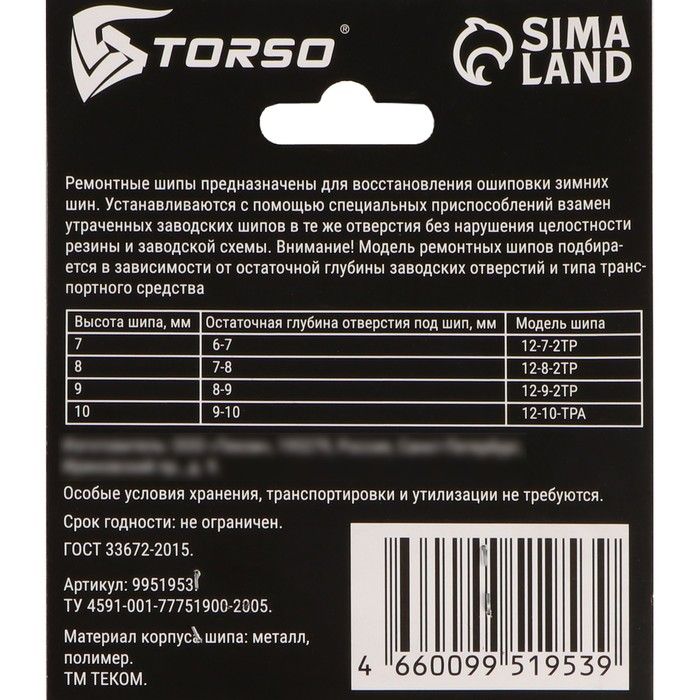 TORSO®
SIMA
LAND
Ремонтные шипы предназначены для восстановления ошиповки зимних
шин. Устанавливаются с помощью специальных приспособлений взамен
утраченных заводских шипов в те же отверстия без нарушения целостности
резины и заводской схемы. Внимание! Модель ремонтных шипов подбира-
ется в зависимости от остаточной глубины заводских отверстий и типа транс-
портного средства
Высота шипа, мм Остаточная глубина отверстия под шип, мм Модель шипа
7 6-7 12-7-2ТР
8 7-8 12-8-2ТР
9 8-9 12-9-2ТР
10 9-10 12-10-ТРА
Особые условия хранения, транспортировки и утилизации не требуются.
Срок годности: не ограничен.
ГОСТ 33672-2015.
Артикул: 9951953
ТУ 4591-001-77751900-2005.
Материал корпуса шипа: металл,
полимер.
ТМ ТЕКОМ.
4 660099 519539